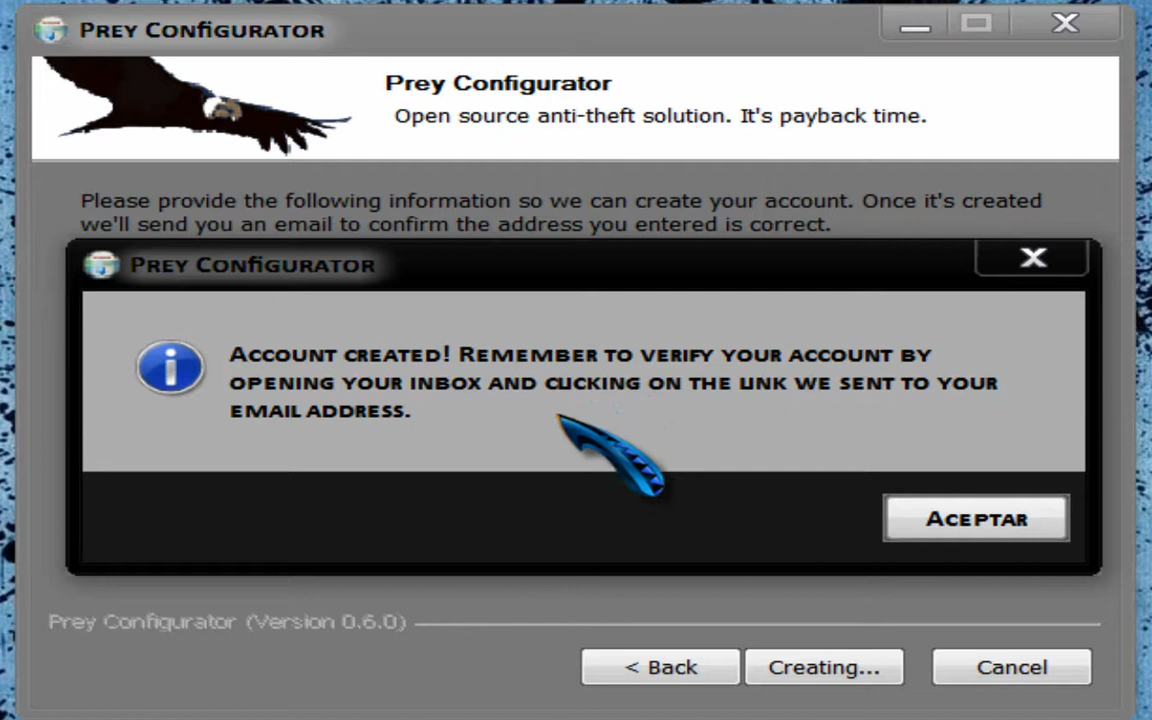 Prey Configurator
Prey Configurator
Open source anti-theft solution. It's payback time.
Please provide the following information so we can create your account. Once it's created
we'll send you an email to confirm the address you entered is correct.
Prey Configurator
Account created! Remember to verify your account by
opening your inbox and clicking on the link we sent to your
email address.
Aceptar
Prey Configurator (Version 0.6.0)
< Back
Creating...
Cancel